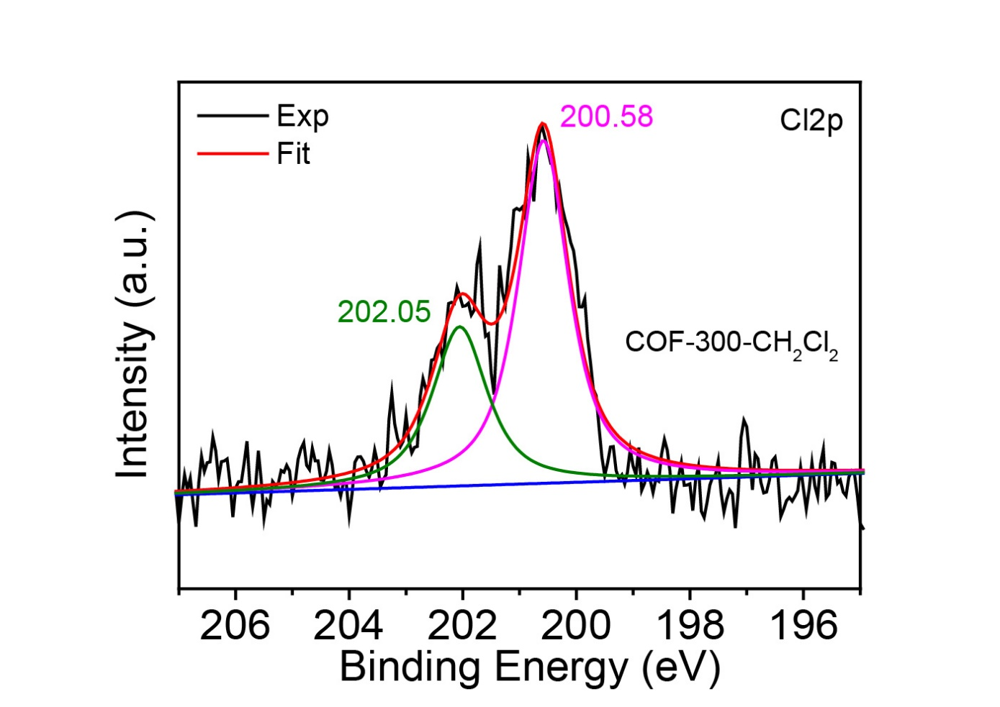 Exp
Fit
200.58
Cl2p
202.05
COF-300-CH₂Cl₂
Intensity (a.u.)
206 204 202 200 198 196
Binding Energy (eV)